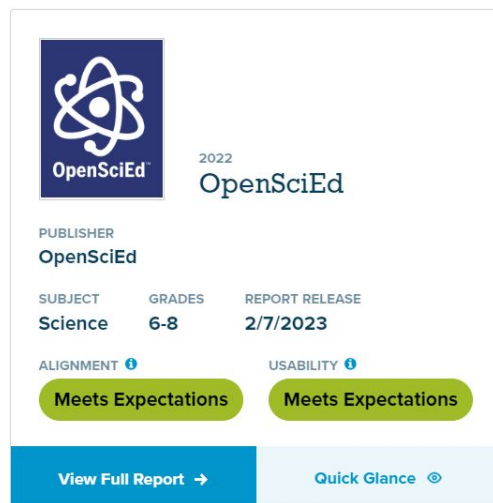 OpenSciEd™
2022
OpenSciEd
PUBLISHER
OpenSciEd
SUBJECT GRADES REPORT RELEASE
Science 6-8 2/7/2023
ALIGNMENT USABILITY
Meets Expectations Meets Expectations
View Full Report → Quick Glance